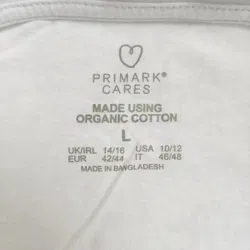 PRIMARK®
CARES
MADE USING
ORGANIC COTTON
L
UK/IRL 14/16 USA 10/12
EUR 42/44 IT 46/48
MADE IN BANGLADESH